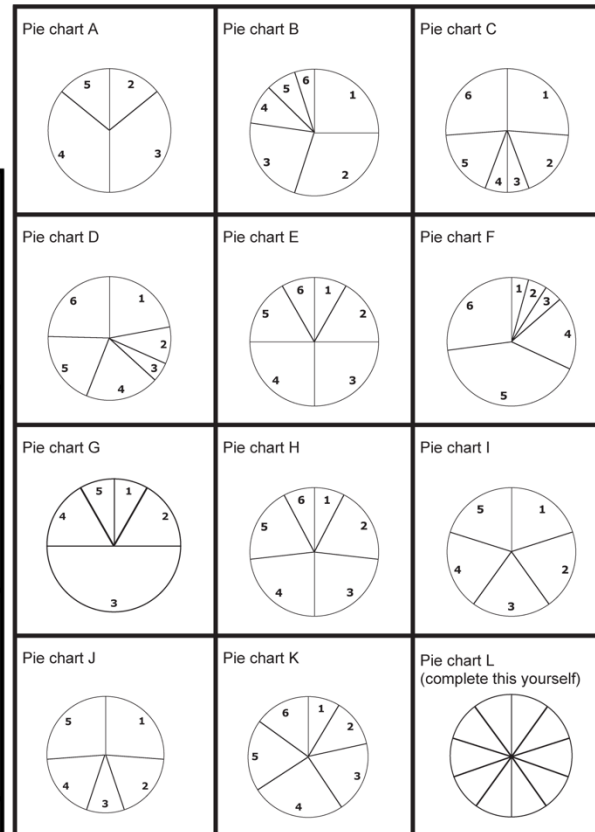 Pie chart A
5 2
4 3
Pie chart B
6
5 1
4
3
2
Pie chart C
6 1
5 2
4 3
Pie chart D
6 1
2
5 3
4
Pie chart E
6 1
5 2
4 3
Pie chart F
1
6 2
3
4
5
Pie chart G
5 1
4 2
3
Pie chart H
6 1
5 2
4 3
Pie chart I
5 1
4 2
3
Pie chart J
5 1
4 2
3
Pie chart K
6 1
2
5 3
4
Pie chart L
(complete this yourself)